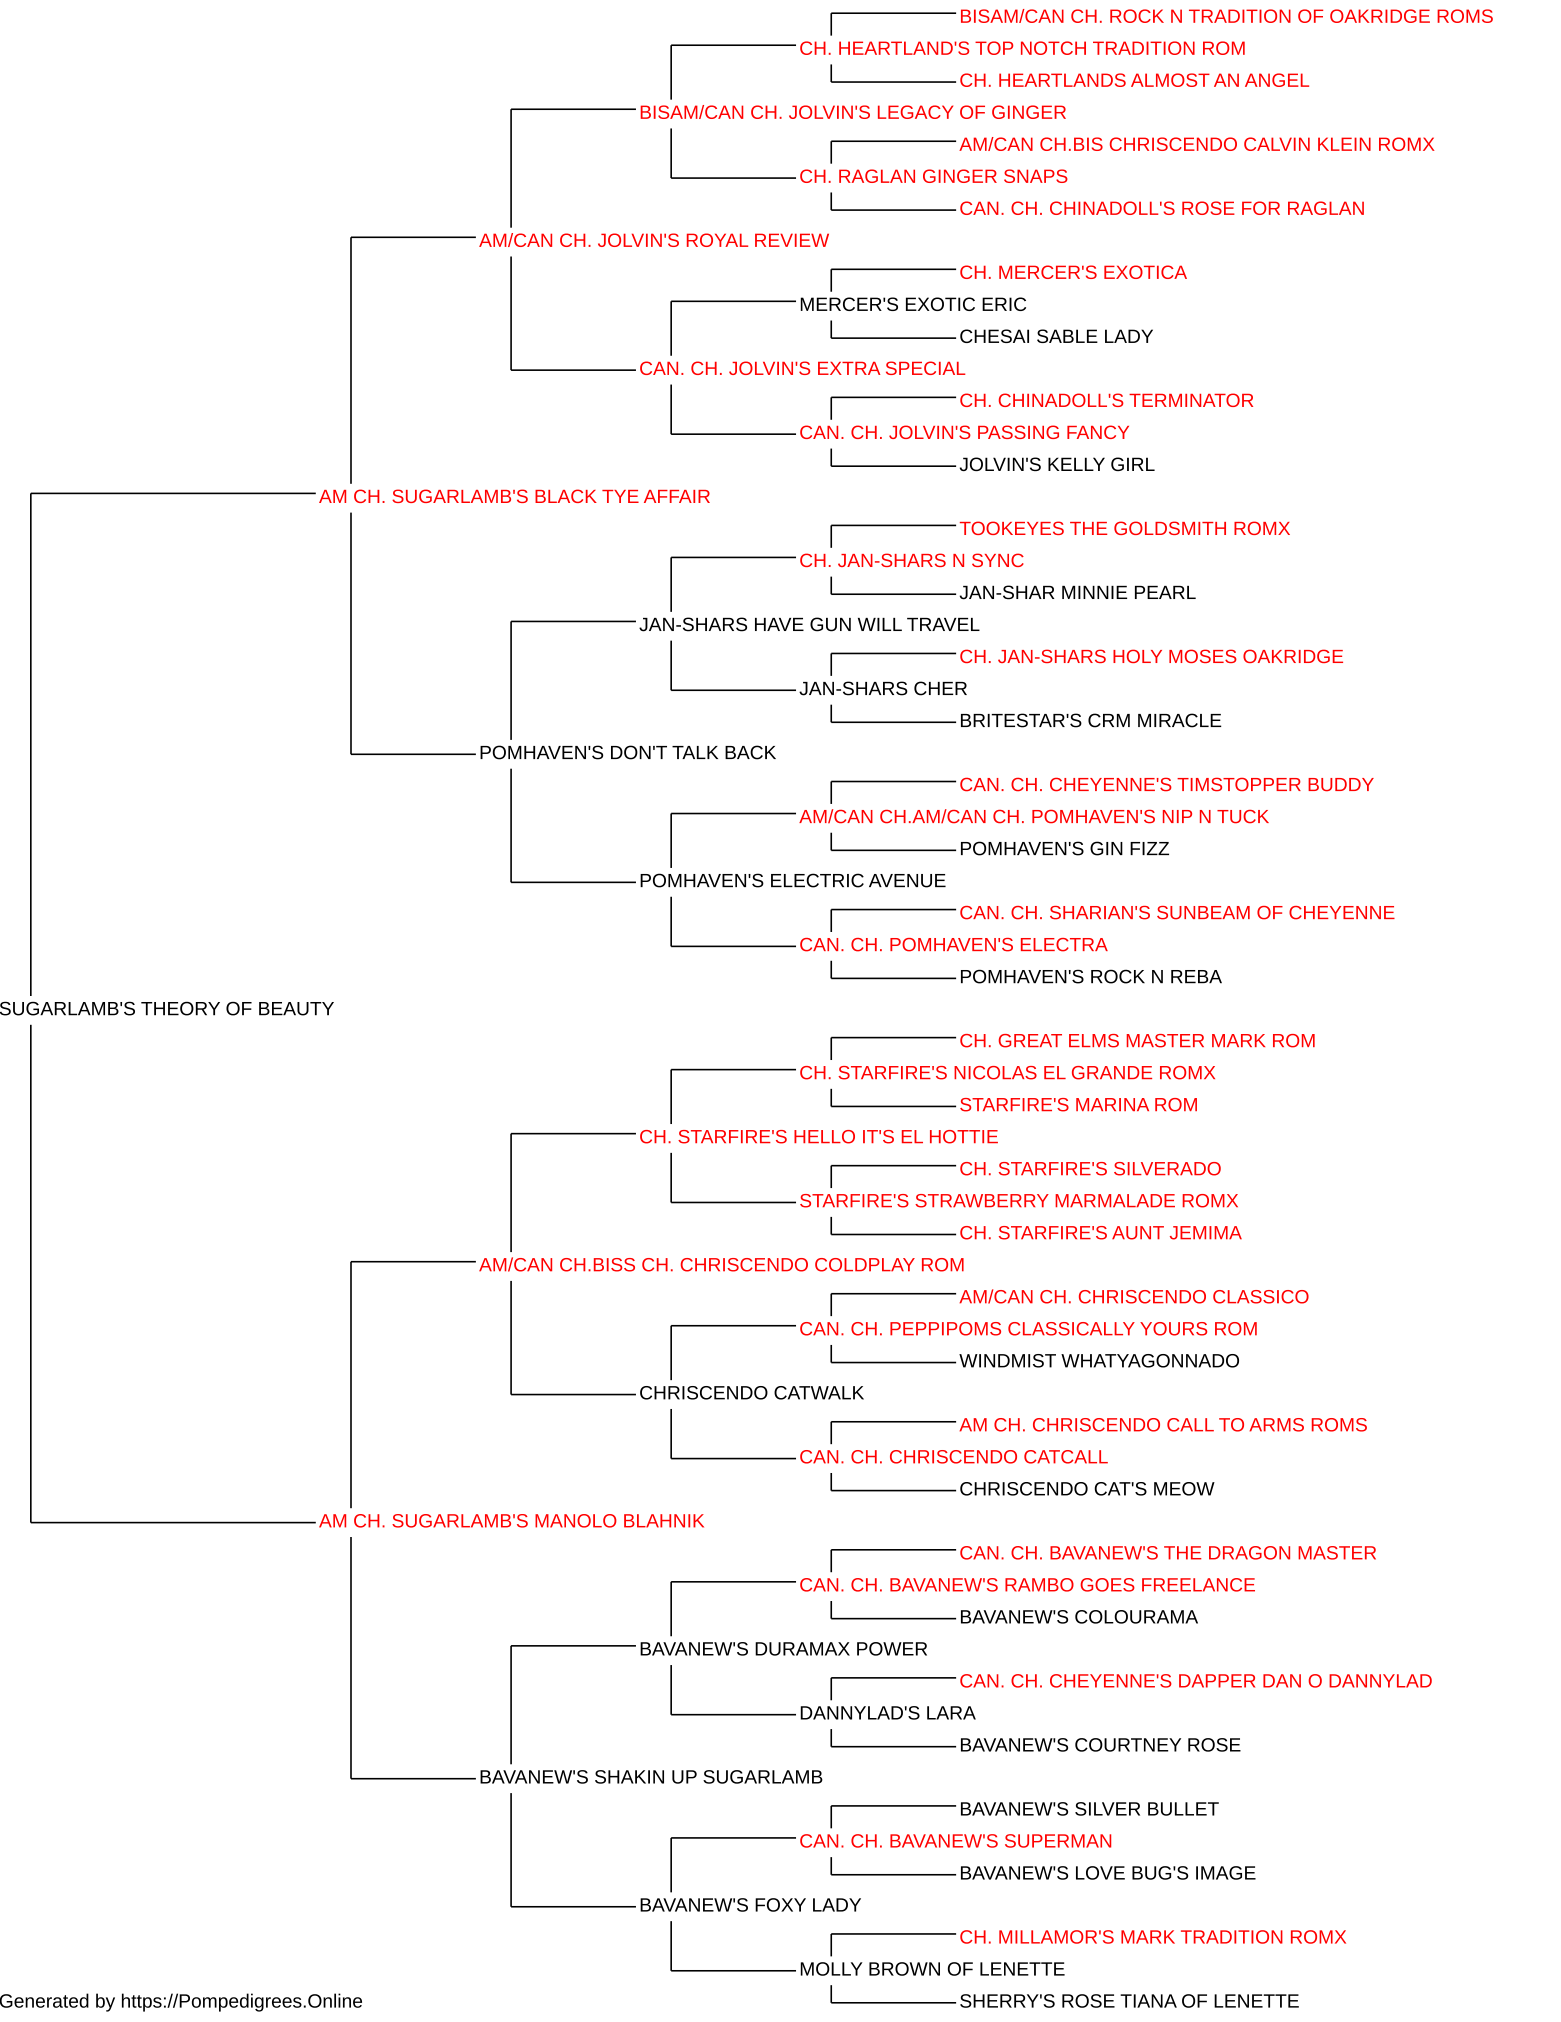 BISAM/CAN CH. ROCK N TRADITION OF OAKRIDGE ROMS
CH. HEARTLAND'S TOP NOTCH TRADITION ROM
CH. HEARTLANDS ALMOST AN ANGEL
BISAM/CAN CH. JOLVIN'S LEGACY OF GINGER
AM/CAN CH.BIS CHRISCENDO CALVIN KLEIN ROMX
CH. RAGLAN GINGER SNAPS
CAN. CH. CHINADOLL'S ROSE FOR RAGLAN
AM/CAN CH. JOLVIN'S ROYAL REVIEW
CH. MERCER'S EXOTICA
MERCER'S EXOTIC ERIC
CHESAI SABLE LADY
CAN. CH. JOLVIN'S EXTRA SPECIAL
CH. CHINADOLL'S TERMINATOR
CAN. CH. JOLVIN'S PASSING FANCY
JOLVIN'S KELLY GIRL
AM CH. SUGARLAMB'S BLACK TYE AFFAIR
TOOKEYES THE GOLDSMITH ROMX
CH. JAN-SHARS N SYNC
JAN-SHAR MINNIE PEARL
JAN-SHARS HAVE GUN WILL TRAVEL
CH. JAN-SHARS HOLY MOSES OAKRIDGE
JAN-SHARS CHER
BRITESTAR'S CRM MIRACLE
POMHAVEN'S DON'T TALK BACK
CAN. CH. CHEYENNE'S TIMSTOPPER BUDDY
AM/CAN CH.AM/CAN CH. POMHAVEN'S NIP N TUCK
POMHAVEN'S GIN FIZZ
POMHAVEN'S ELECTRIC AVENUE
CAN. CH. SHARIAN'S SUNBEAM OF CHEYENNE
CAN. CH. POMHAVEN'S ELECTRA
POMHAVEN'S ROCK N REBA
SUGARLAMB'S THEORY OF BEAUTY
CH. GREAT ELMS MASTER MARK ROM
CH. STARFIRE'S NICOLAS EL GRANDE ROMX
STARFIRE'S MARINA ROM
CH. STARFIRE'S HELLO IT'S EL HOTTIE
CH. STARFIRE'S SILVERADO
STARFIRE'S STRAWBERRY MARMALADE ROMX
CH. STARFIRE'S AUNT JEMIMA
AM/CAN CH.BISS CH. CHRISCENDO COLDPLAY ROM
AM/CAN CH. CHRISCENDO CLASSICO
CAN. CH. PEPPIPOMS CLASSICALLY YOURS ROM
WINDMIST WHATYAGONNADO
CHRISCENDO CATWALK
AM CH. CHRISCENDO CALL TO ARMS ROMS
CAN. CH. CHRISCENDO CATCALL
CHRISCENDO CAT'S MEOW
AM CH. SUGARLAMB'S MANOLO BLAHNIK
CAN. CH. BAVANEW'S THE DRAGON MASTER
CAN. CH. BAVANEW'S RAMBO GOES FREELANCE
BAVANEW'S COLOURAMA
BAVANEW'S DURAMAX POWER
CAN. CH. CHEYENNE'S DAPPER DAN O DANNYLAD
DANNYLAD'S LARA
BAVANEW'S COURTNEY ROSE
BAVANEW'S SHAKIN UP SUGARLAMB
BAVANEW'S SILVER BULLET
CAN. CH. BAVANEW'S SUPERMAN
BAVANEW'S LOVE BUG'S IMAGE
BAVANEW'S FOXY LADY
CH. MILLAMOR'S MARK TRADITION ROMX
MOLLY BROWN OF LENETTE
SHERRY'S ROSE TIANA OF LENETTE
Generated by https://Pompedigrees.Online